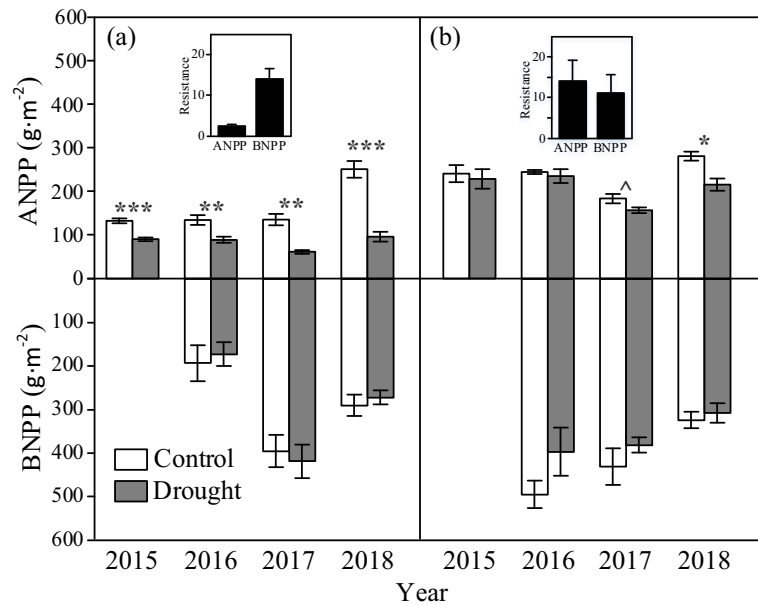 600
500
400
300
200
100
0
100
200
300
400
500
600
ANPP (g·m⁻²)
BNPP (g·m⁻²)
(a)
20
10
0
Resistance
ANPP BNPP
***
**
**
***
Control
Drought
(b)
20
10
0
Resistance
ANPP BNPP
^
*
2015 2016 2017 2018 2015 2016 2017 2018
Year